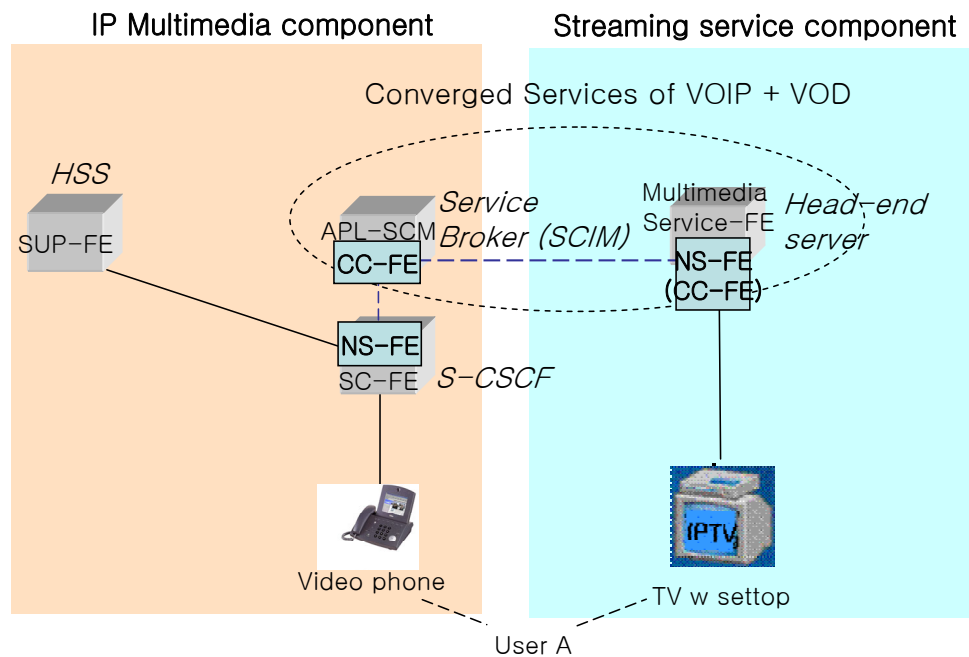 IP Multimedia component
Streaming service component
Converged Services of VOIP + VOD
HSS
SUP-FE
APL-SCM
CC-FE
Service
Broker (SCIM)
Multimedia
Service-FE
NS-FE
(CC-FE)
Head-end
server
NS-FE
SC-FE
S-CSCF
IPTV
Video phone
TV w settop
User A